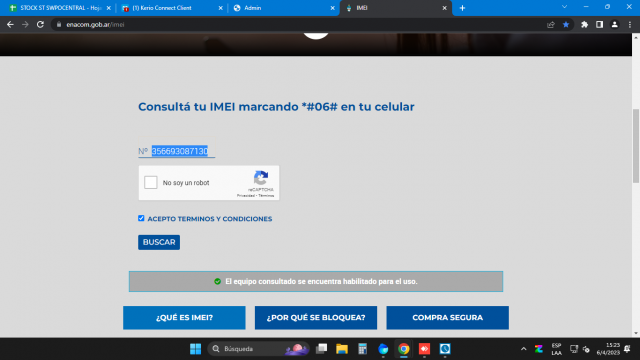 STOCK ST SWPOCENTRAL - Hoja
(1) Kerio Connect Client
Admin
IMEI
enacom.gob.ar/imei
Consultá tu IMEI marcando *#06# en tu celular
Nº 356693087130
No soy un robot
reCAPTCHA
Privacidad - Términos
ACEPTO TERMINOS Y CONDICIONES
BUSCAR
El equipo consultado se encuentra habilitado para el uso.
¿QUÉ ES IMEI?
¿POR QUÉ SE BLOQUEA?
COMPRA SEGURA
Búsqueda
ESP
LAA
15:23
6/4/2023